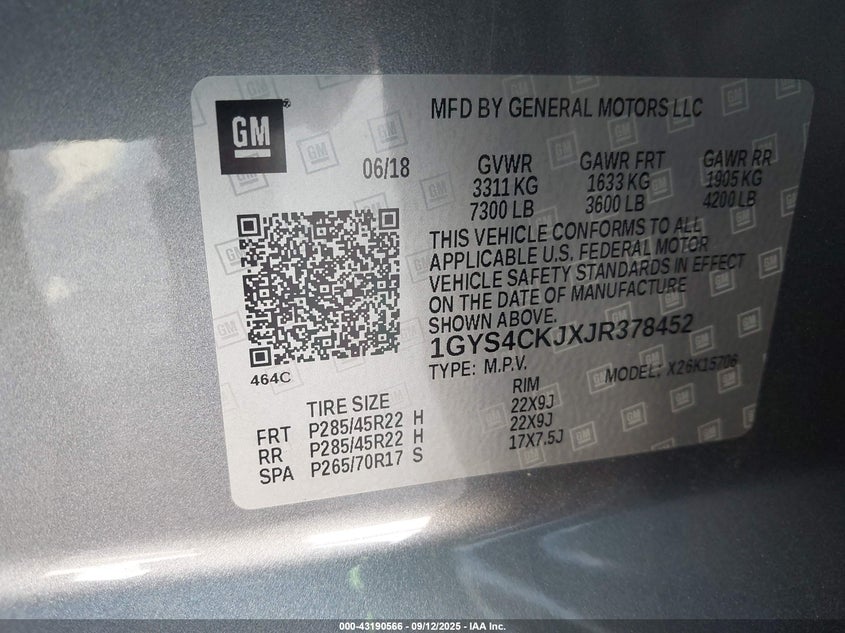 GM
MFD BY GENERAL MOTORS LLC
06/18
GVWR GAWR FRT GAWR RR
3311 KG 1633 KG 1905 KG
7300 LB 3600 LB 4200 LB
THIS VEHICLE CONFORMS TO ALL
APPLICABLE U.S. FEDERAL MOTOR
VEHICLE SAFETY STANDARDS IN EFFECT
ON THE DATE OF MANUFACTURE
SHOWN ABOVE.
1GYS4CKJXJR378452
TYPE: M.P.V. MODEL: X26K15706
464C
TIRE SIZE RIM
FRT P285/45R22 H 22X9J
RR P285/45R22 H 22X9J
SPA P265/70R17 S 17X7.5J
000-43190566 - 09/12/2025 - IAA Inc.